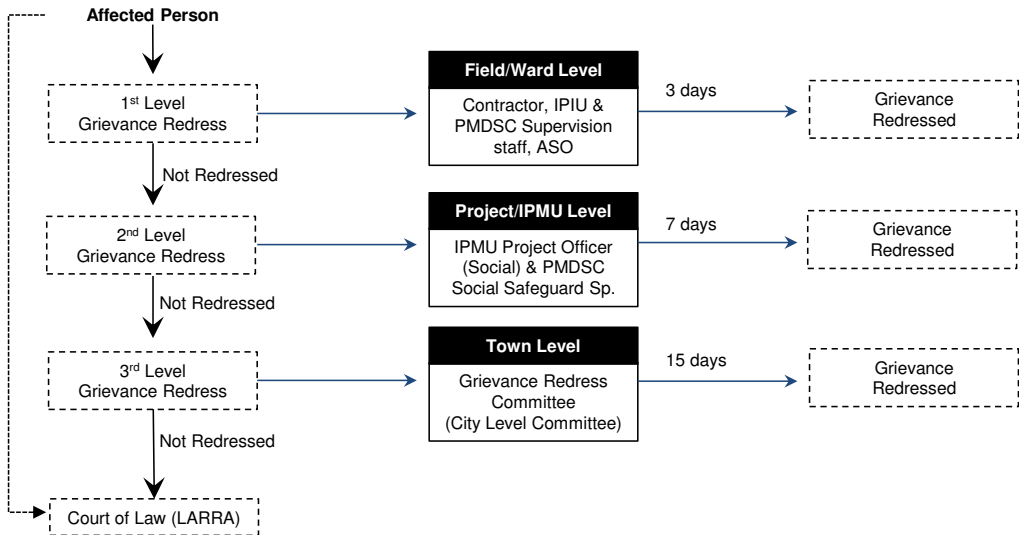 Affected Person
1st Level
Grievance Redress
Field/Ward Level
Contractor, IPIU &
PMDSC Supervision
staff, ASO
3 days
Grievance
Redressed
Not Redressed
2nd Level
Grievance Redress
Project/IPMU Level
IPMU Project Officer
(Social) & PMDSC
Social Safeguard Sp.
7 days
Grievance
Redressed
Not Redressed
3rd Level
Grievance Redress
Town Level
Grievance Redress
Committee
(City Level Committee)
15 days
Grievance
Redressed
Not Redressed
Court of Law (LARRA)